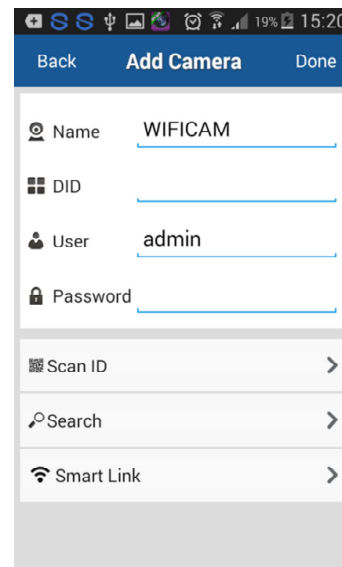 19% 15:20
Back Add Camera Done
Name WIFICAM
DID
User admin
Password
Scan ID
Search
Smart Link